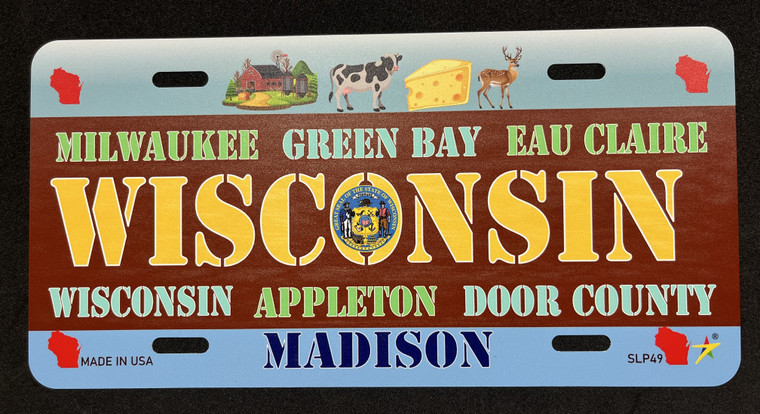 MILWAUKEE GREEN BAY EAU CLAIRE
WISCONSIN
WISCONSIN APPLETON DOOR COUNTY
MADE IN USA MADISON SLP49 ®